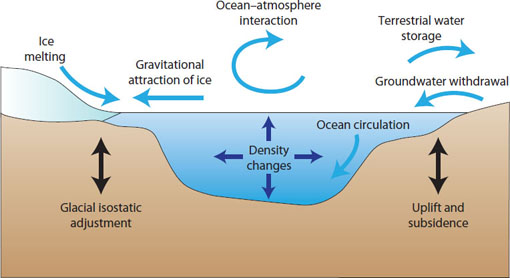 Ocean–atmosphere
interaction
Terrestrial water
storage
Ice
melting
Gravitational
attraction of ice
Groundwater withdrawal
Ocean circulation
Density
changes
Glacial isostatic
adjustment
Uplift and
subsidence